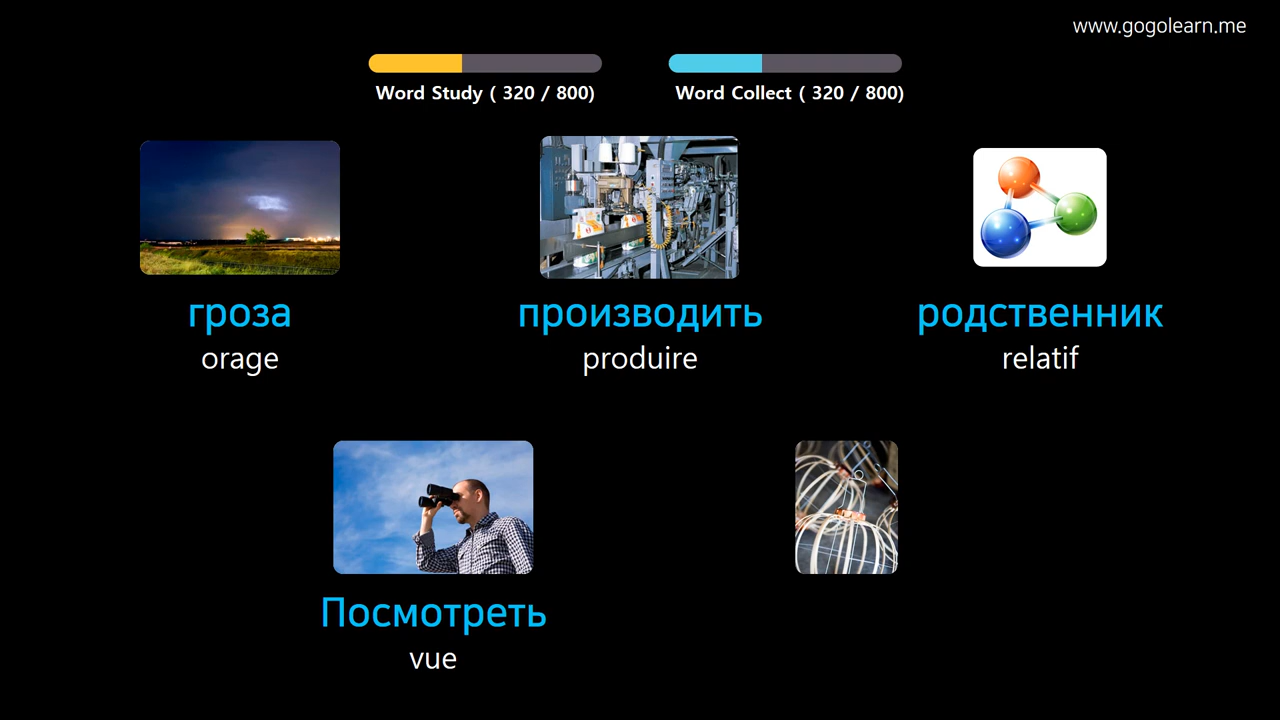 www.gogolearn.me
Word Study ( 320 / 800)
Word Collect ( 320 / 800)
гроза
orage
производить
produire
родственник
relatif
Посмотреть
vue